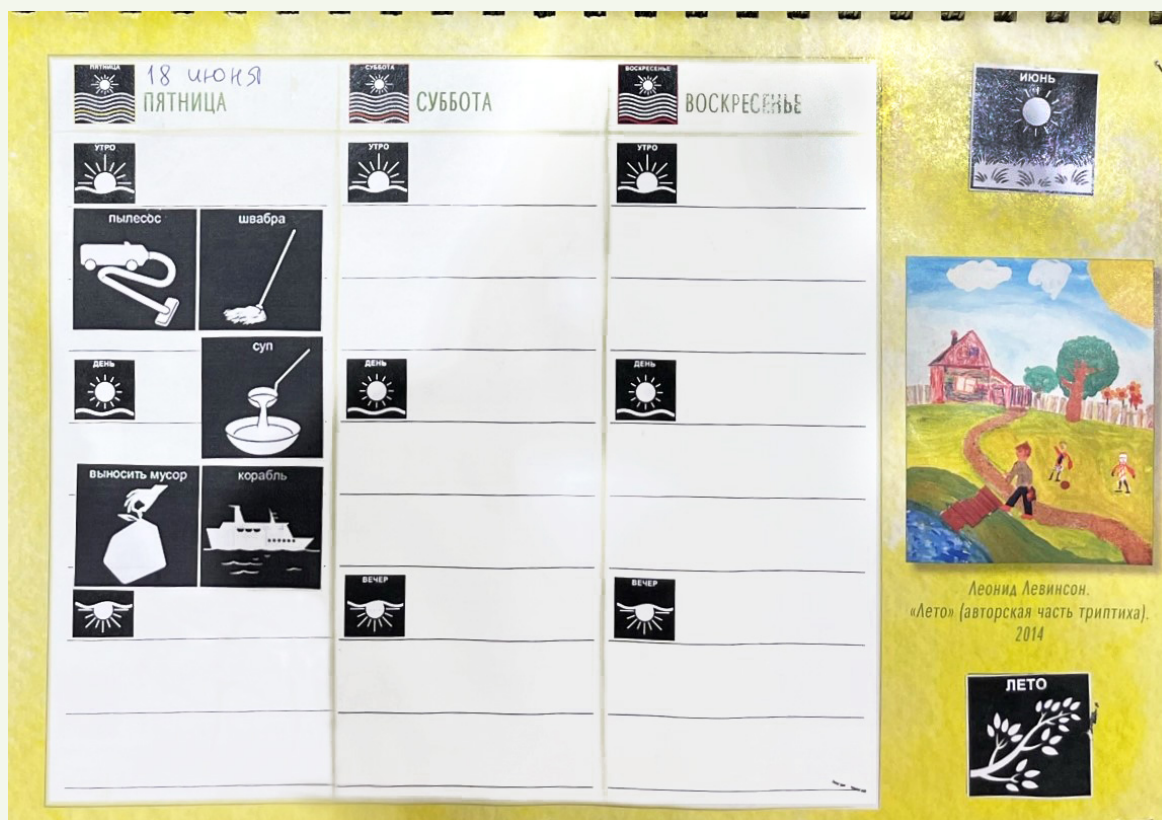 ПЯТНИЦА
18 июня
ПЯТНИЦА
СУББОТА
СУББОТА
ВОСКРЕСЕНЬЕ
ВОСКРЕСЕНЬЕ
УТРО
УТРО
УТРО
пылесос
швабра
суп
ДЕНЬ
ДЕНЬ
ДЕНЬ
выносить мусор
корабль
ВЕЧЕР
ВЕЧЕР
ИЮНЬ
Леонид Левинсон.
«Лето» (авторская часть триптиха).
2014
ЛЕТО